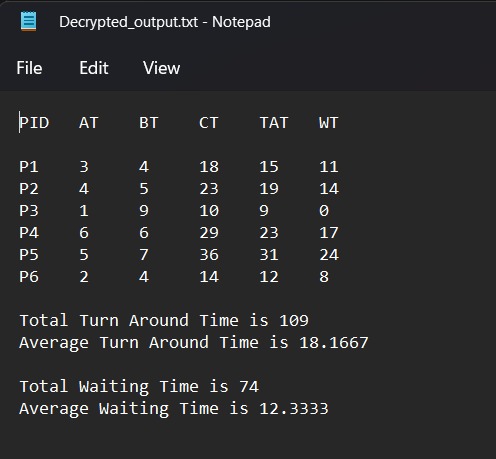 Decrypted_output.txt - Notepad
File Edit View
PID AT BT CT TAT WT
P1 3 4 18 15 11
P2 4 5 23 19 14
P3 1 9 10 9 0
P4 6 6 29 23 17
P5 5 7 36 31 24
P6 2 4 14 12 8
Total Turn Around Time is 109
Average Turn Around Time is 18.1667
Total Waiting Time is 74
Average Waiting Time is 12.3333